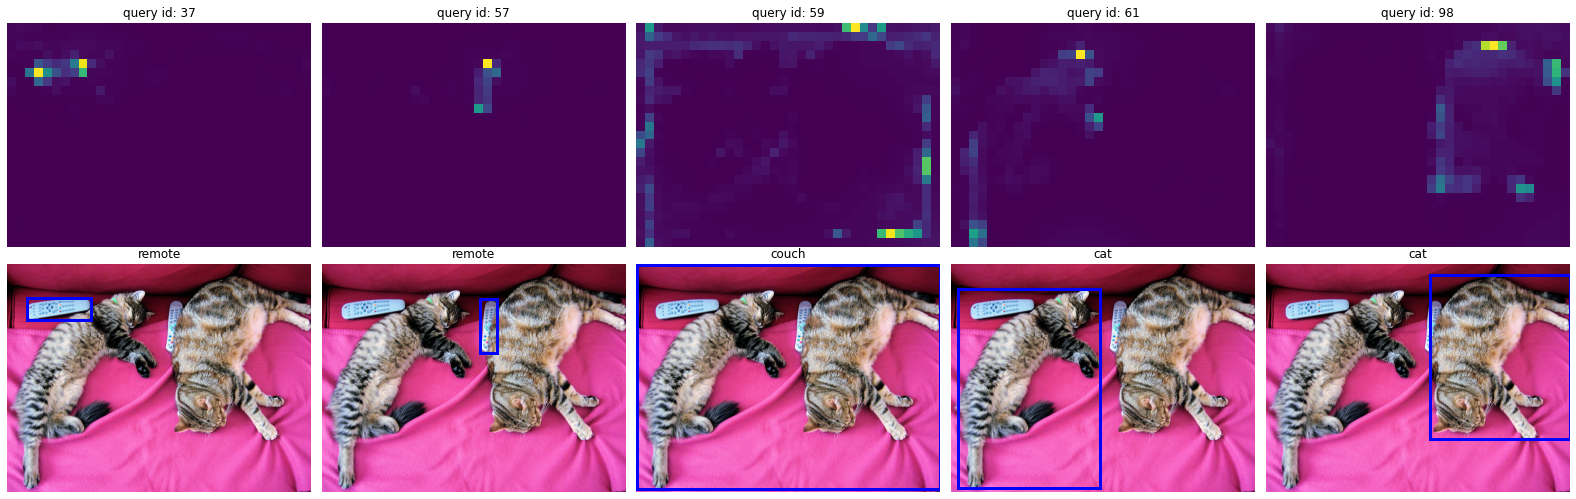 query id: 37
query id: 57
query id: 59
query id: 61
query id: 98
remote
remote
couch
cat
cat